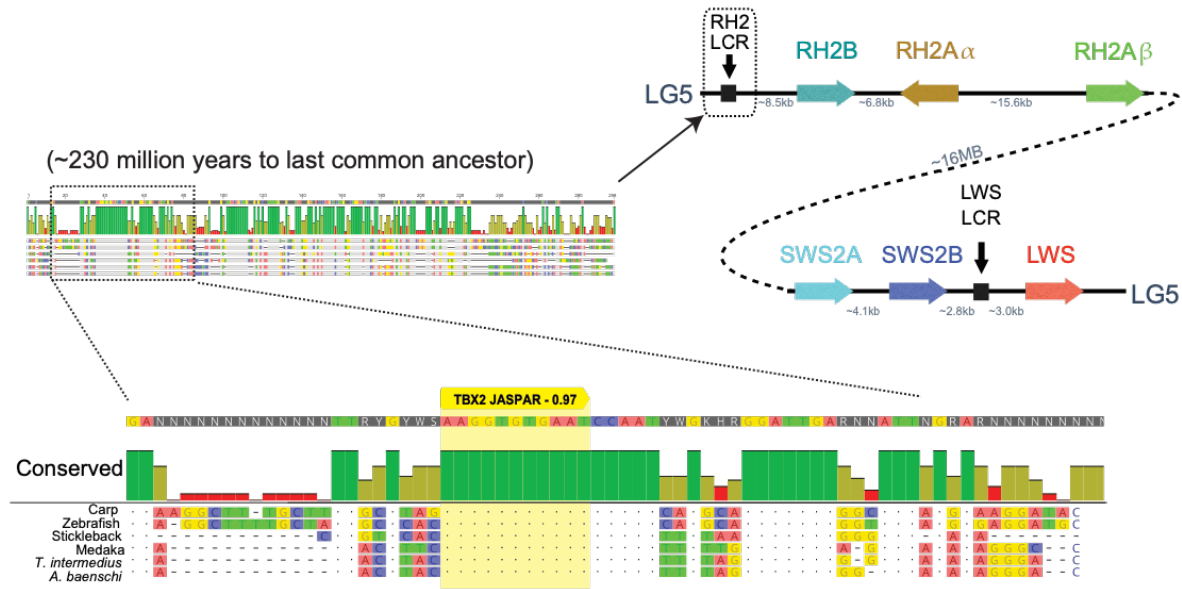 RH2
LCR
RH2B
RH2Aα
RH2Aβ
LG5
~8.5kb
~6.8kb
~15.6kb
(~230 million years to last common ancestor)
~16MB
LWS
LCR
SWS2A
SWS2B
LWS
LG5
~4.1kb
~2.8kb
~3.0kb
TBX2 JASPAR - 0.97
GANNNNNNNNNNNNNTTRYGYWSAAGGTGTGAATCCAATYWGKHRGGATTGARNNATTNGRARNNNNNNNNN
Conserved
Carp
Zebrafish
Stickleback
Medaka
T. intermedius
A. baenschi